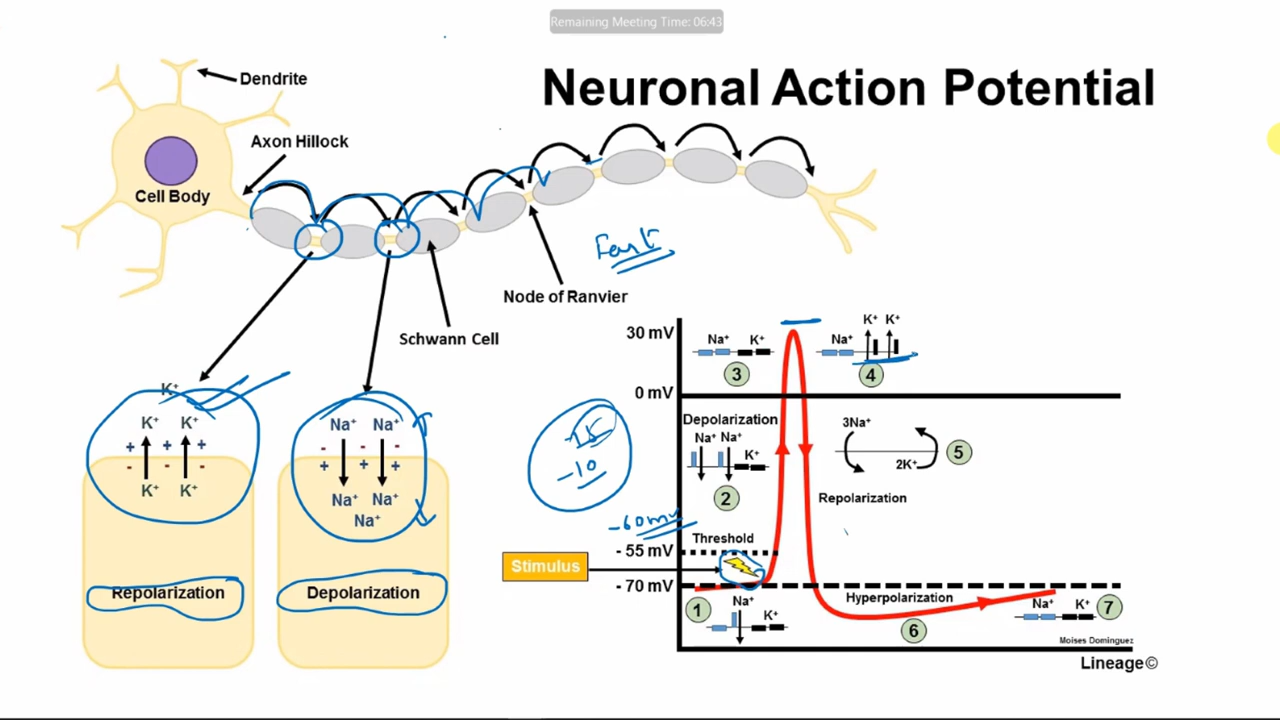 Remaining Meeting Time: 06:43
Neuronal Action Potential
Dendrite
Axon Hillock
Cell Body
Fast
Node of Ranvier
Schwann Cell
K⁺
K⁺ K⁺
+ + +
- - -
K⁺ K⁺
Repolarization
Na⁺ Na⁺
- - -
+ + +
Na⁺ Na⁺
Na⁺
Depolarization
-10
-60mv
Stimulus
30 mV
0 mV
- 55 mV
- 70 mV
Na⁺ K⁺
3
Na⁺ K⁺ K⁺
4
Depolarization
Na⁺ Na⁺
K⁺
2
3Na⁺
2K⁺
5
Repolarization
Threshold
1
Na⁺
K⁺
Hyperpolarization
6
Na⁺ K⁺
7
Moises Dominguez
Lineage©